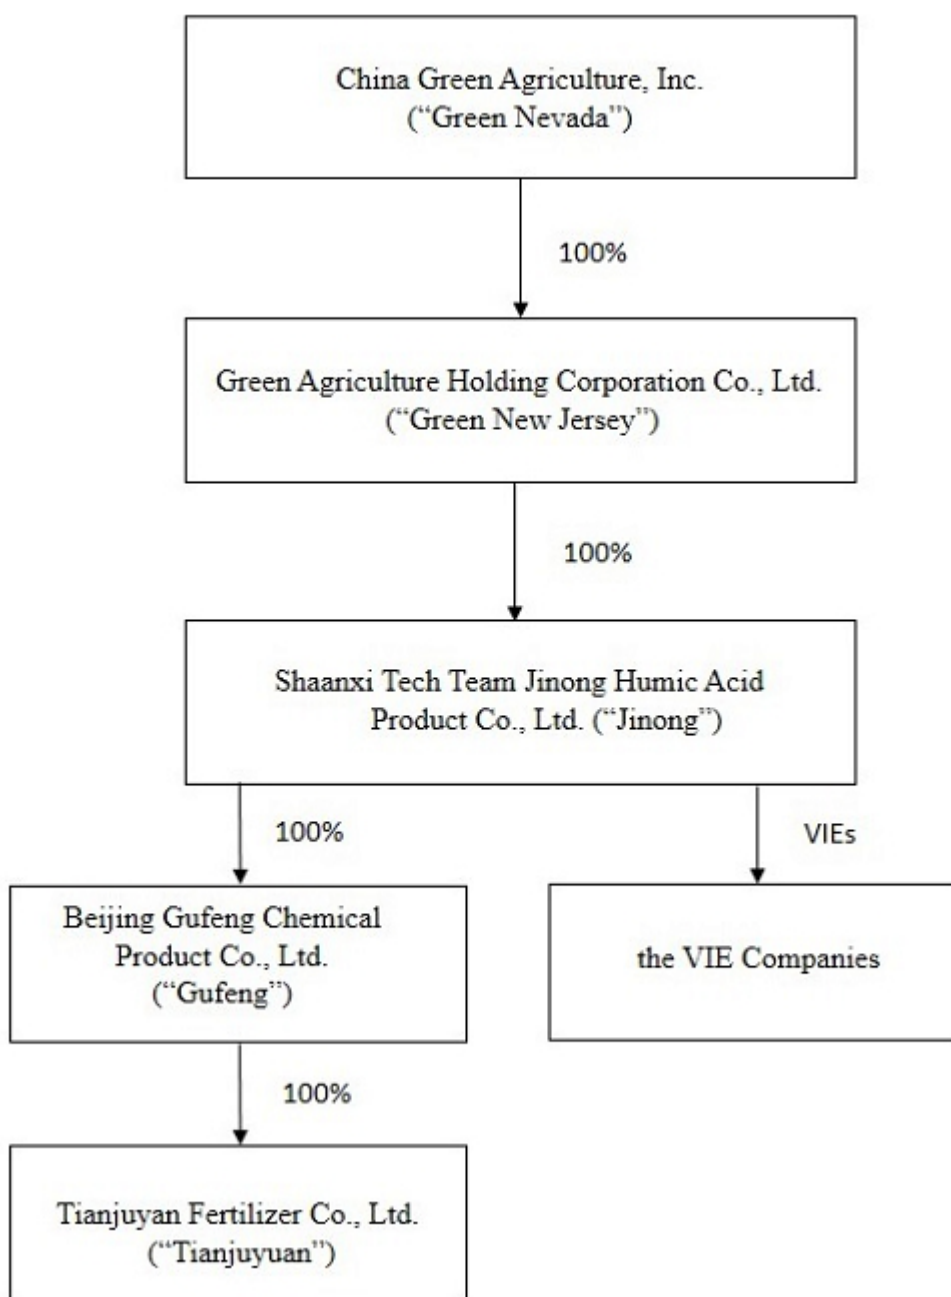 China Green Agriculture, Inc.
(“Green Nevada”)
100%
Green Agriculture Holding Corporation Co., Ltd.
(“Green New Jersey”)
100%
Shaanxi Tech Team Jinong Humic Acid
Product Co., Ltd. (“Jinong”)
100%
VIEs
Beijing Gufeng Chemical
Product Co., Ltd.
(“Gufeng”)
the VIE Companies
100%
Tianjuyan Fertilizer Co., Ltd.
(“Tianjuyuan”)